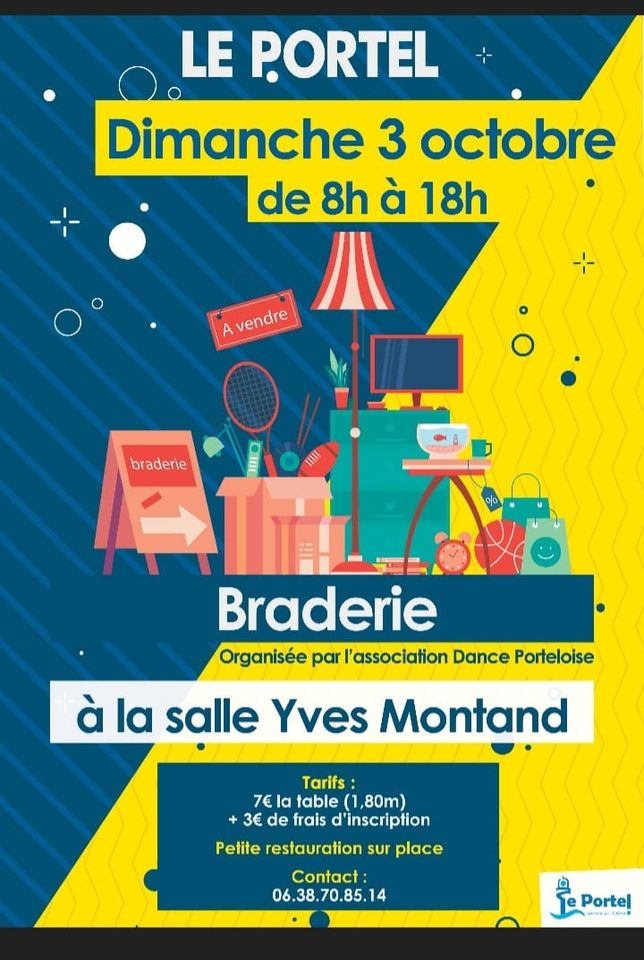 LE PORTEL
Dimanche 3 octobre
de 8h à 18h
A vendre
braderie
%
Braderie
Organisée par l'association Dance Porteloise
à la salle Yves Montand
Tarifs :
7€ la table (1,80m)
+ 3€ de frais d'inscription
Petite restauration sur place
Contact :
06.38.70.85.14
Le Portel